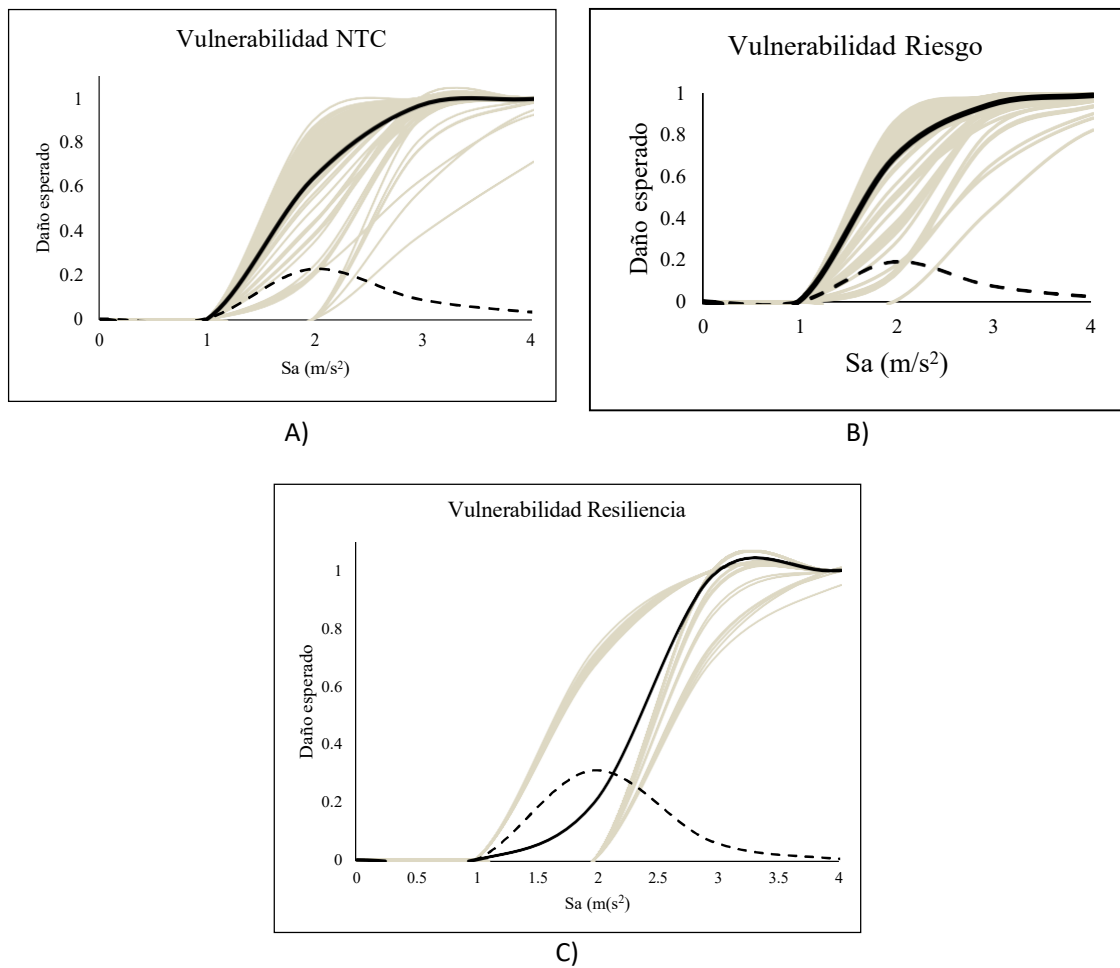 Vulnerabilidad NTC
1
0.8
0.6
0.4
0.2
0
Daño esperado
0 1 2 3 4
Sa (m/s²)
A)
Vulnerabilidad Riesgo
1
0.8
0.6
0.4
0.2
0
Daño esperado
0 1 2 3 4
Sa (m/s²)
B)
Vulnerabilidad Resiliencia
1
0.8
0.6
0.4
0.2
0
Daño esperado
0 0.5 1 1.5 2 2.5 3 3.5 4
Sa (m(s²)
C)